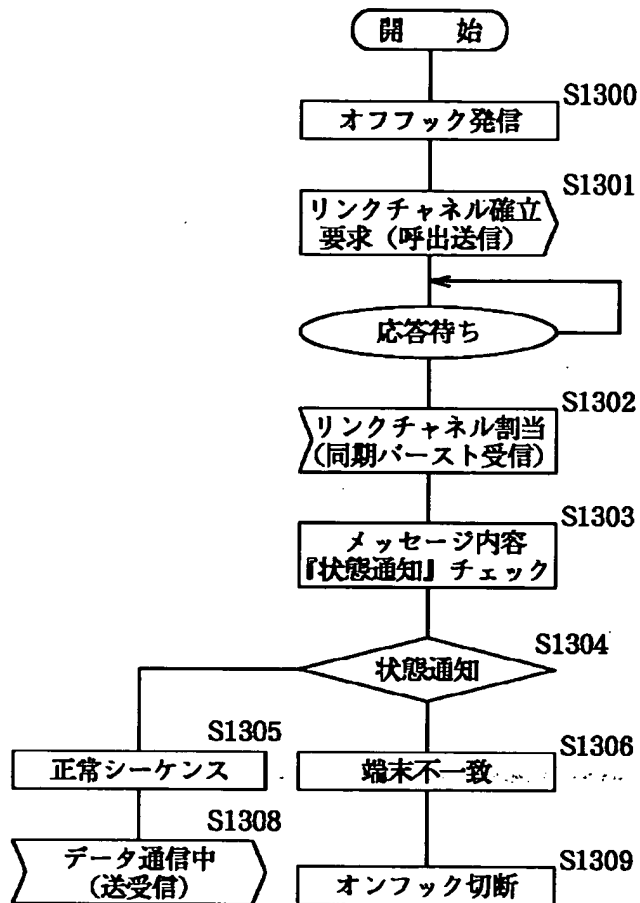 開 始
S1300
オフフック発信
S1301
リンクチャネル確立
要求（呼出送信）
応答待ち
S1302
リンクチャネル割当
（同期バースト受信）
S1303
メッセージ内容
『状態通知』チェック
S1304
状態通知
S1305
正常シーケンス
S1308
データ通信中
（送受信）
S1306
端末不一致
S1309
オンフック切断